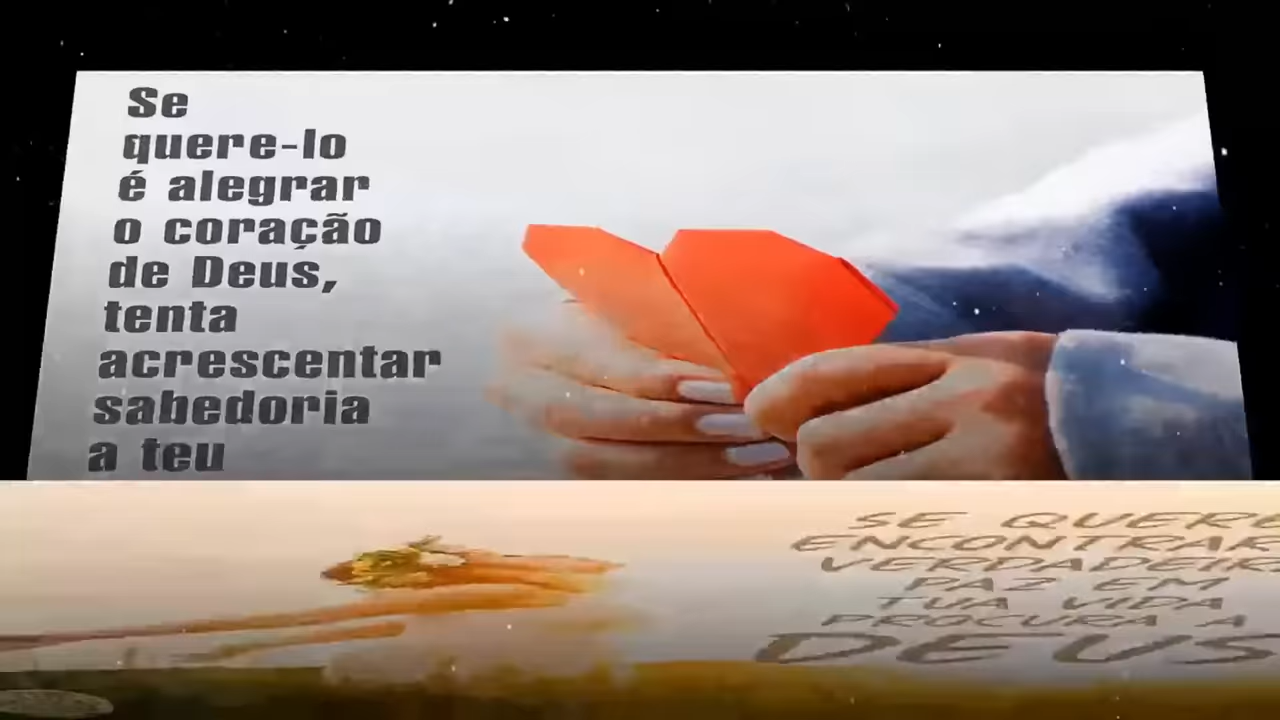 Se
quere-lo
é alegrar
o coração
de Deus,
tenta
acrescentar
sabedoria
a teu
SE QUERE
ENCONTRAR
VERDADEIR
PAZ EM
TUA VIDA
PROCURA A
DEUS